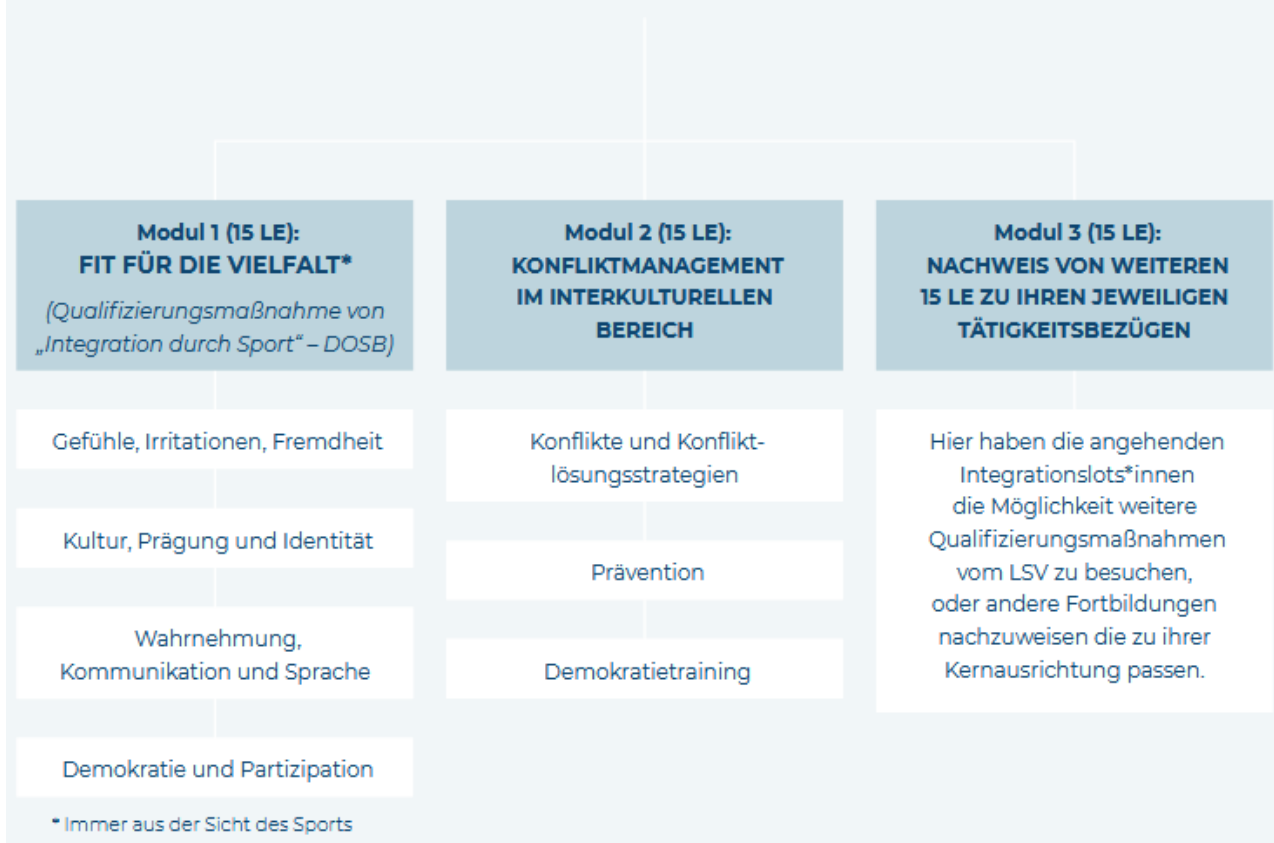 Modul 1 (15 LE):
FIT FÜR DIE VIELFALT*
(Qualifizierungsmaßnahme von
„Integration durch Sport“ – DOSB)
Gefühle, Irritationen, Fremdheit
Kultur, Prägung und Identität
Wahrnehmung,
Kommunikation und Sprache
Demokratie und Partizipation
* Immer aus der Sicht des Sports
Modul 2 (15 LE):
KONFLIKTMANAGEMENT
IM INTERKULTURELLEN
BEREICH
Konflikte und Konflikt-
lösungsstrategien
Prävention
Demokratietraining
Modul 3 (15 LE):
NACHWEIS VON WEITEREN
15 LE ZU IHREN JEWEILIGEN
TÄTIGKEITSBEZÜGEN
Hier haben die angehenden
Integrationslots*innen
die Möglichkeit weitere
Qualifizierungsmaßnahmen
vom LSV zu besuchen,
oder andere Fortbildungen
nachzuweisen die zu ihrer
Kernausrichtung passen.